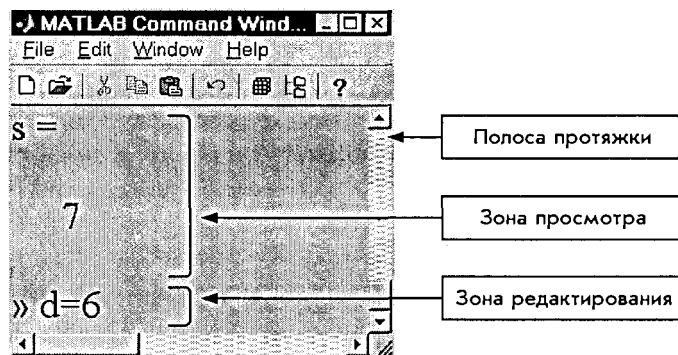 MATLAB Command Wind...
File Edit Window Help
?
s =
Полоса протяжки
7
Зона просмотра
» d=6
Зона редактирования